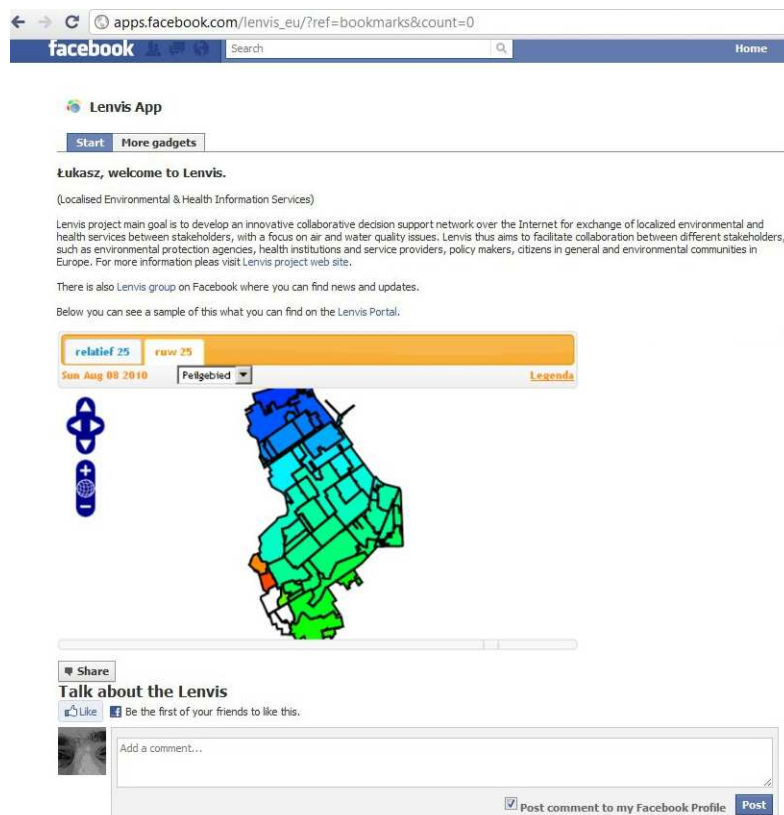 apps.facebook.com/lenvis_eu/?ref=bookmarks&count=0
facebook Search Home
Lenvis App
Start More gadgets
Łukasz, welcome to Lenvis.
(Localised Environmental & Health Information Services)
Lenvis project main goal is to develop an innovative collaborative decision support network over the Internet for exchange of localized environmental and
health services between stakeholders, with a focus on air and water quality issues. Lenvis thus aims to facilitate collaboration between different stakeholders,
such as environmental protection agencies, health institutions and service providers, policy makers, citizens in general and environmental communities in
Europe. For more information pleas visit Lenvis project web site.
There is also Lenvis group on Facebook where you can find news and updates.
Below you can see a sample of this what you can find on the Lenvis Portal.
relatief 25 ruw 25
Sun Aug 08 2010 Peilgebied Legenda
Share
Talk about the Lenvis
Like Be the first of your friends to like this.
Add a comment...
Post comment to my Facebook Profile Post